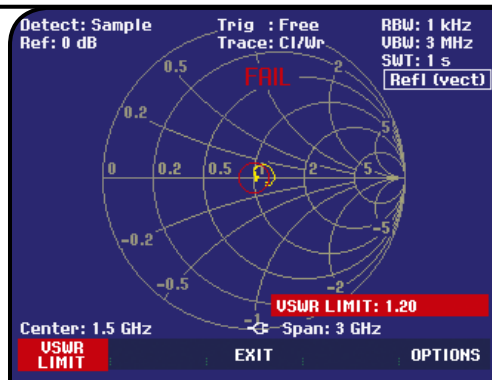 Detect: Sample Trig : Free RBW: 1 kHz
Ref: 0 dB Trace: Cl/Wr VBW: 3 MHz
SWT: 1 s
Refl (vect)
FAIL
0.5 2
0.2 5
0 0.2 0.5 1 2 5
-0.2 -5
-0.5 -2
-1
VSWR LIMIT: 1.20
Center: 1.5 GHz Span: 3 GHz
VSWR LIMIT EXIT OPTIONS